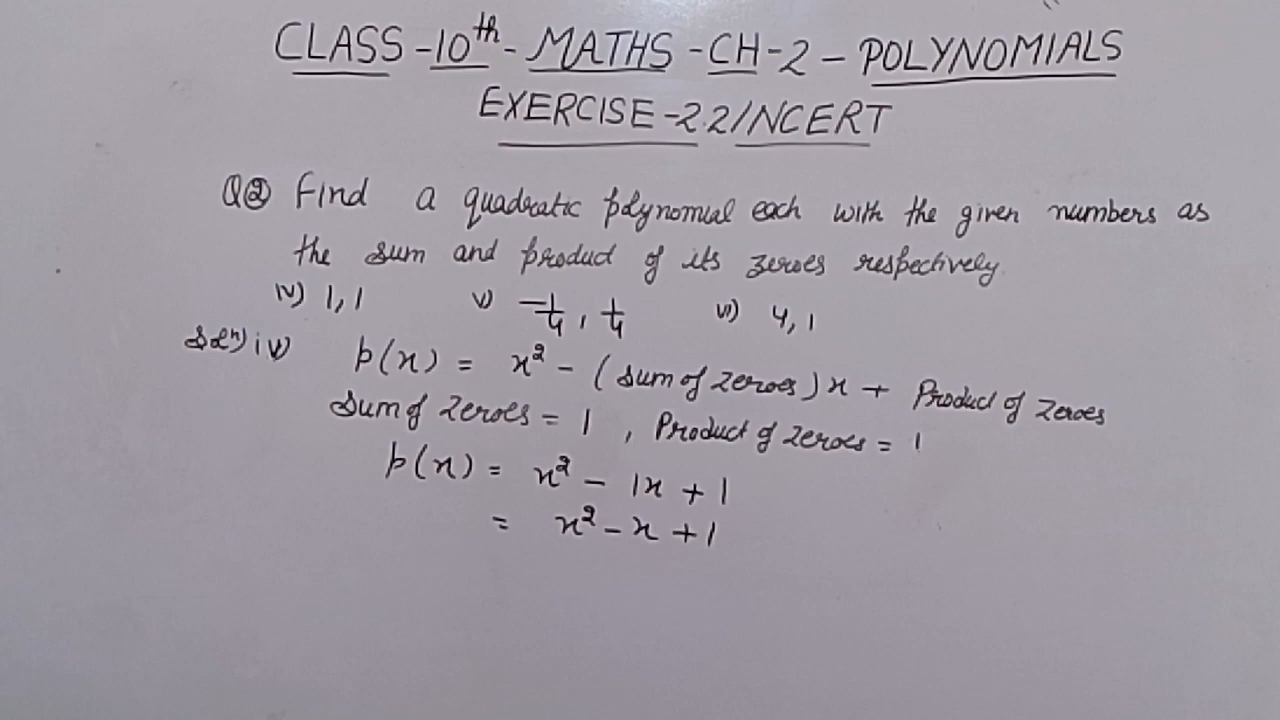 CLASS-10th-MATHS-CH-2-POLYNOMIALS
EXERCISE-2.2/NCERT
Q② Find a quadratic polynomial each with the given numbers as
the sum and product of its zeroes respectively.
iv) 1, 1 v) -1/4, 1/4 vi) 4, 1
Soln) iv) p(x) = x² - (Sum of zeroes)x + Product of zeroes
Sum of zeroes = 1, Product of zeroes = 1
p(x) = x² - 1x + 1
= x² - x + 1